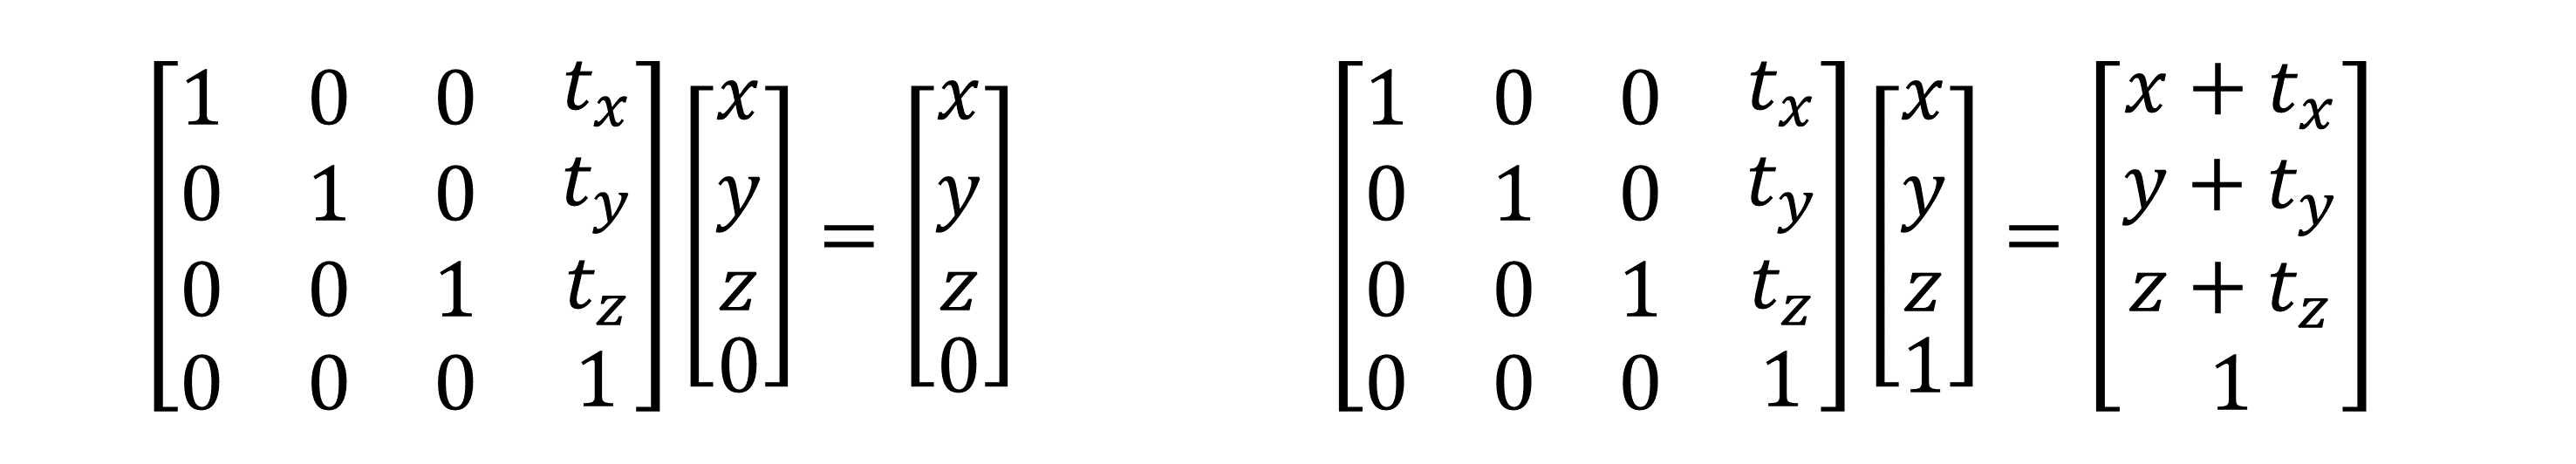 [1 0 0 t_x; 0 1 0 t_y; 0 0 1 t_z; 0 0 0 1] [x; y; z; 0] = [x; y; z; 0]
[1 0 0 t_x; 0 1 0 t_y; 0 0 1 t_z; 0 0 0 1] [x; y; z; 1] = [x + t_x; y + t_y; z + t_z; 1]